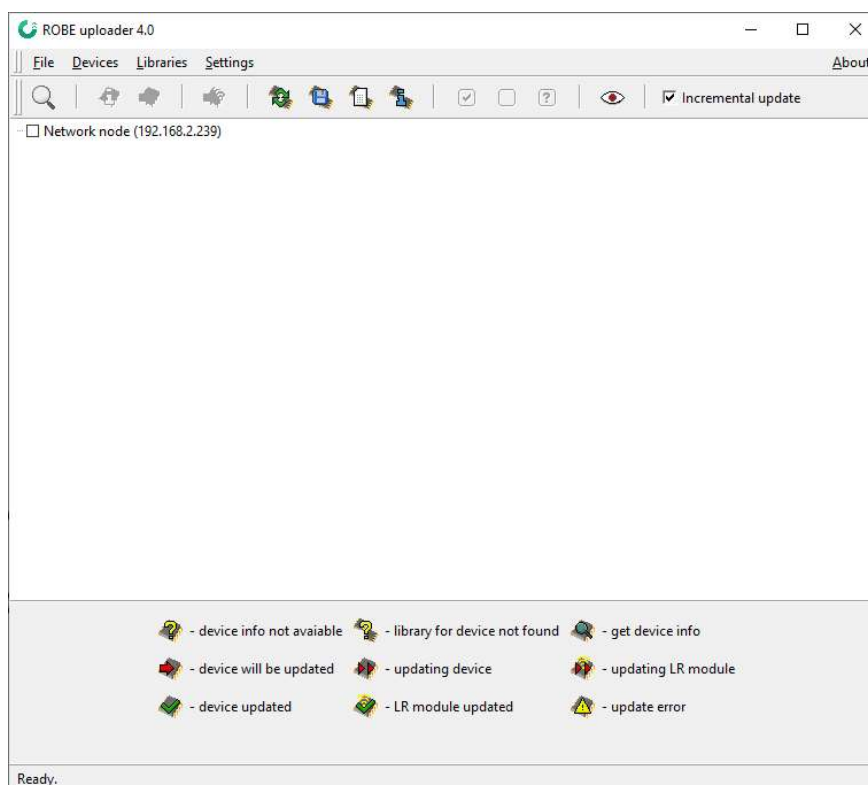 ROBE uploader 4.0
File Devices Libraries Settings About
Incremental update
Network node (192.168.2.239)
- device info not avaiable - library for device not found - get device info
- device will be updated - updating device - updating LR module
- device updated - LR module updated - update error
Ready.